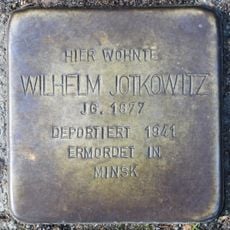 HIER WOHNTE
WILHELM JOTKOWITZ
JG. 1877
DEPORTIERT 1941
ERMORDET IN
MINSK